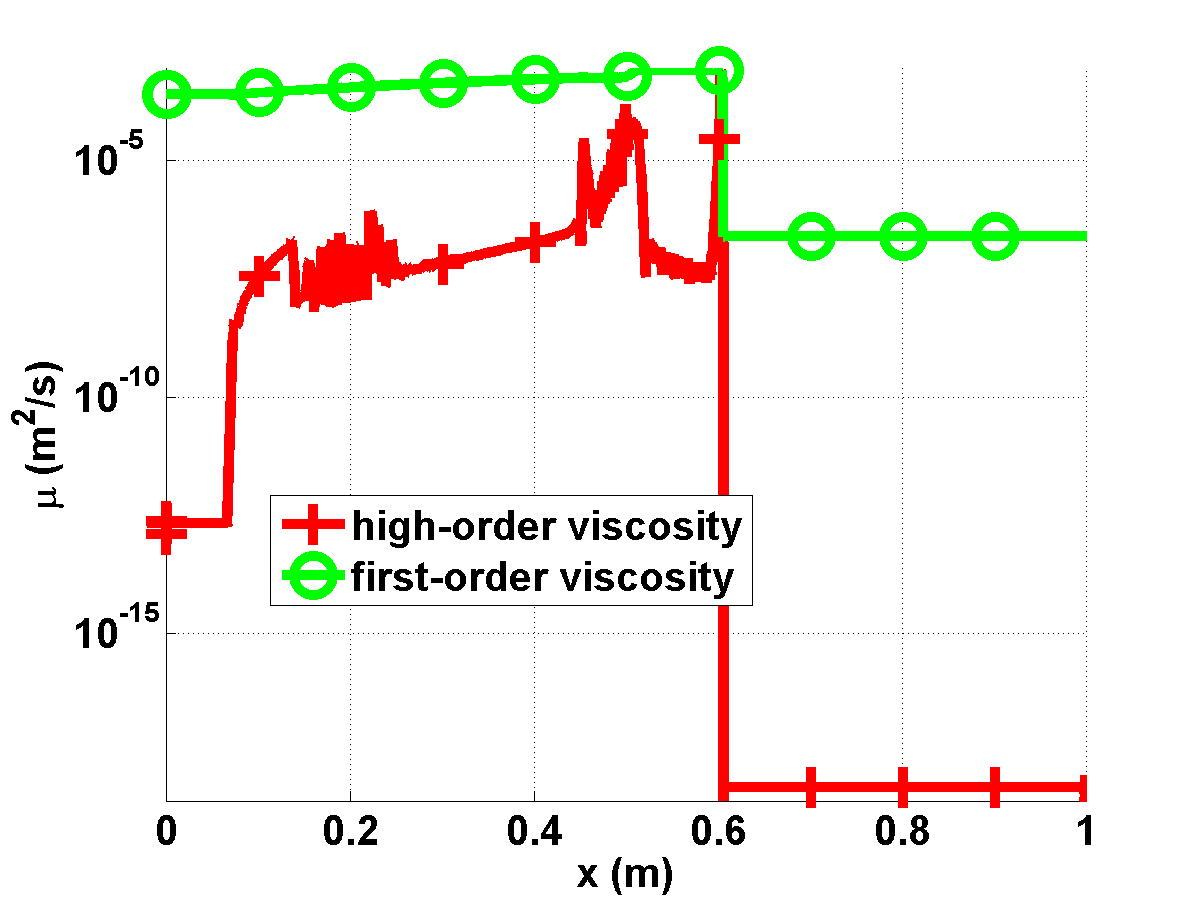 10^-5
10^-10
10^-15
μ (m^2/s)
high-order viscosity
first-order viscosity
0 0.2 0.4 0.6 0.8 1
x (m)